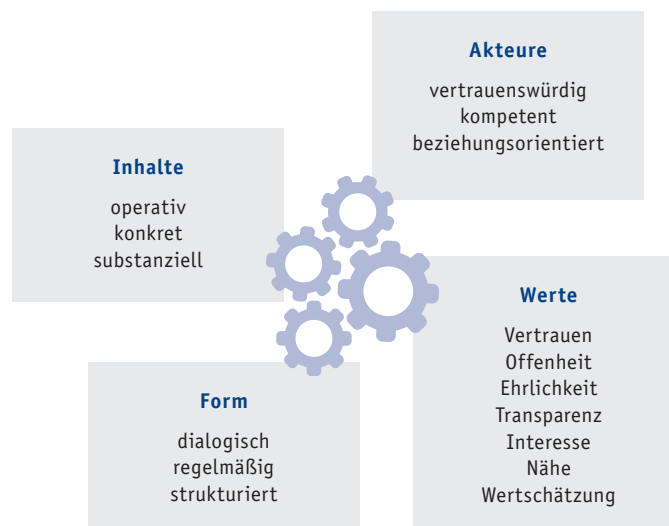 Akteure
vertrauenswürdig
kompetent
beziehungsorientiert
Inhalte
operativ
konkret
substanziell
Werte
Vertrauen
Offenheit
Ehrlichkeit
Transparenz
Interesse
Nähe
Wertschätzung
Form
dialogisch
regelmäßig
strukturiert